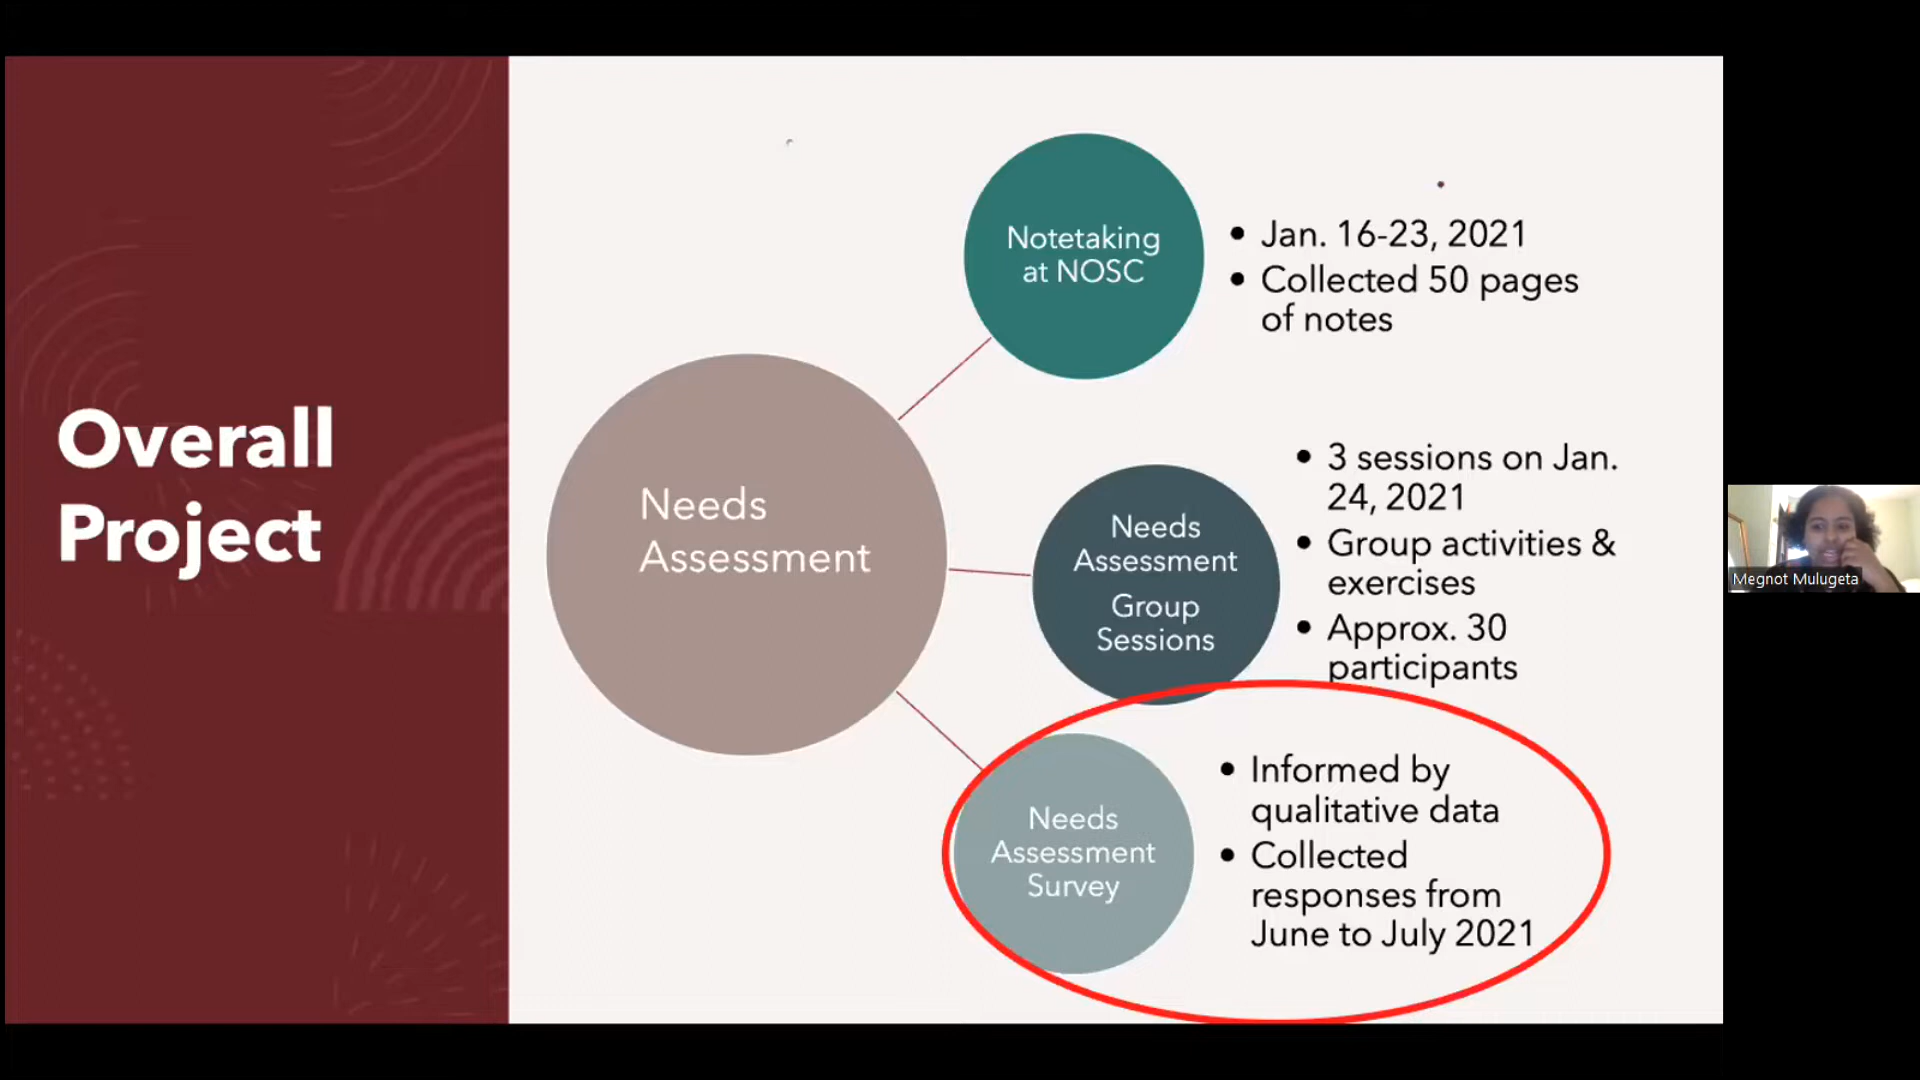 Overall
Project
Needs
Assessment
Notetaking
at NOSC
• Jan. 16-23, 2021
• Collected 50 pages
of notes
Needs
Assessment
Group
Sessions
• 3 sessions on Jan.
24, 2021
• Group activities &
exercises
• Approx. 30
participants
Needs
Assessment
Survey
• Informed by
qualitative data
• Collected
responses from
June to July 2021
Megnot Mulugeta